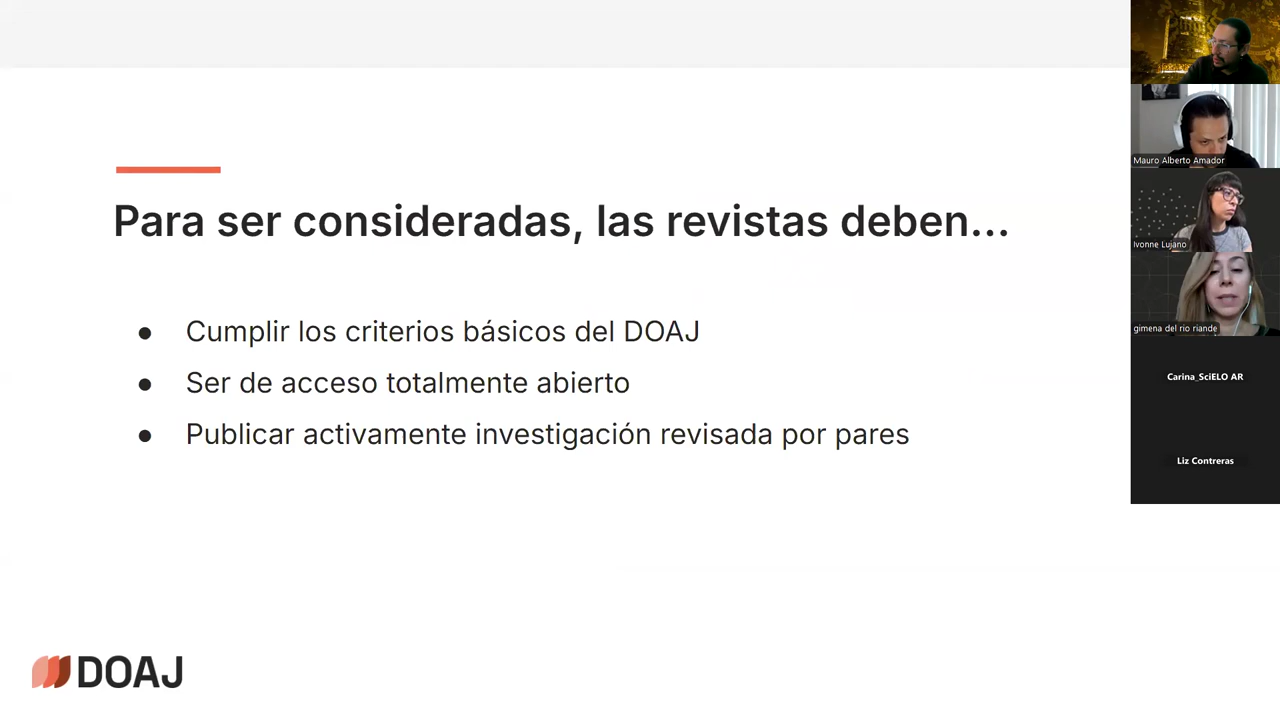 Para ser consideradas, las revistas deben...
● Cumplir los criterios básicos del DOAJ
● Ser de acceso totalmente abierto
● Publicar activamente investigación revisada por pares
DOAJ
Mauro Alberto Amador
Ivonne Lujano
gimena del rio riande
Carina_SciELO AR
Liz Contreras